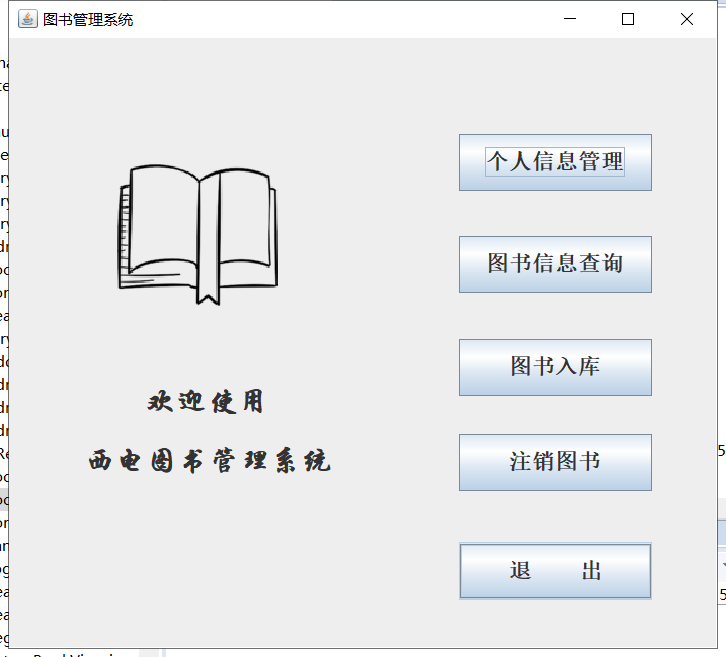 图书管理系统
个人信息管理
图书信息查询
图书入库
注销图书
退 出
欢迎使用
西电图书管理系统